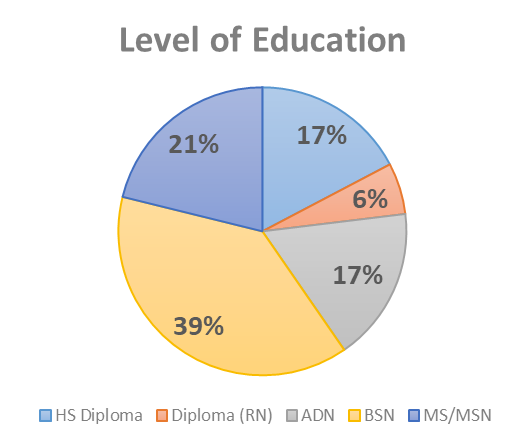 Level of Education
21%
17%
6%
17%
39%
HS Diploma Diploma (RN) ADN BSN MS/MSN